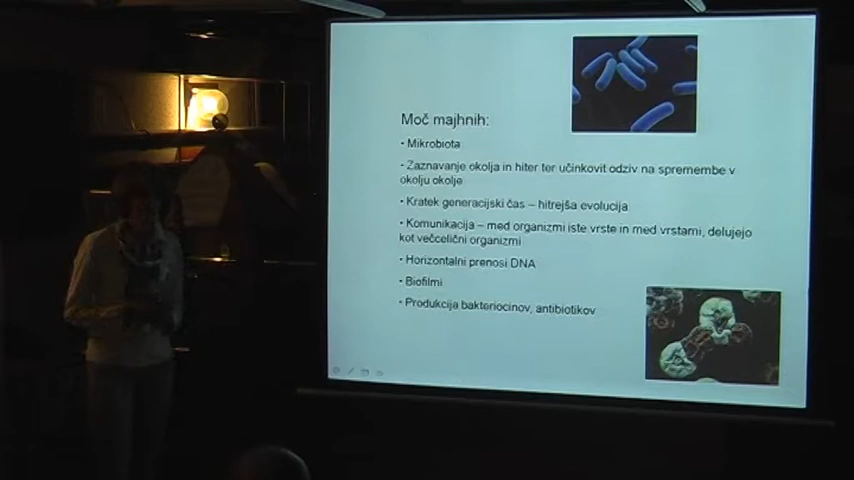 Moč majhnih:
• Mikrobiota
• Zaznavanje okolja in hiter ter učinkovit odziv na spremembe v
okolju okolje
• Kratek generacijski čas – hitrejša evolucija
• Komunikacija – med organizmi iste vrste in med vrstami, delujejo
kot večcelični organizmi
• Horizontalni prenosi DNA
• Biofilmi
• Produkcija bakteriocinov, antibiotikov